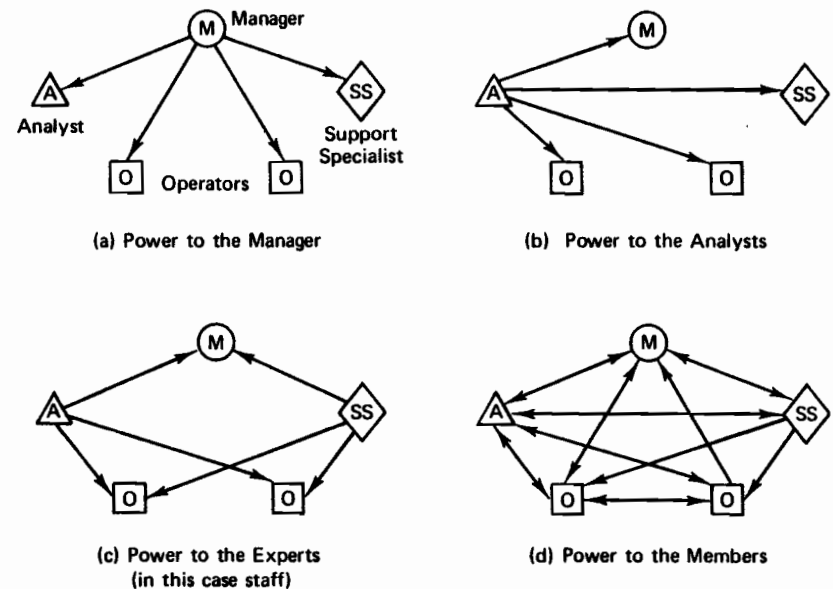 M Manager
A
SS
Analyst
Support
Specialist
O Operators O
(a) Power to the Manager
M
A
SS
O
O
(b) Power to the Analysts
M
A
SS
O
O
(c) Power to the Experts
(in this case staff)
M
A
SS
O
O
(d) Power to the Members